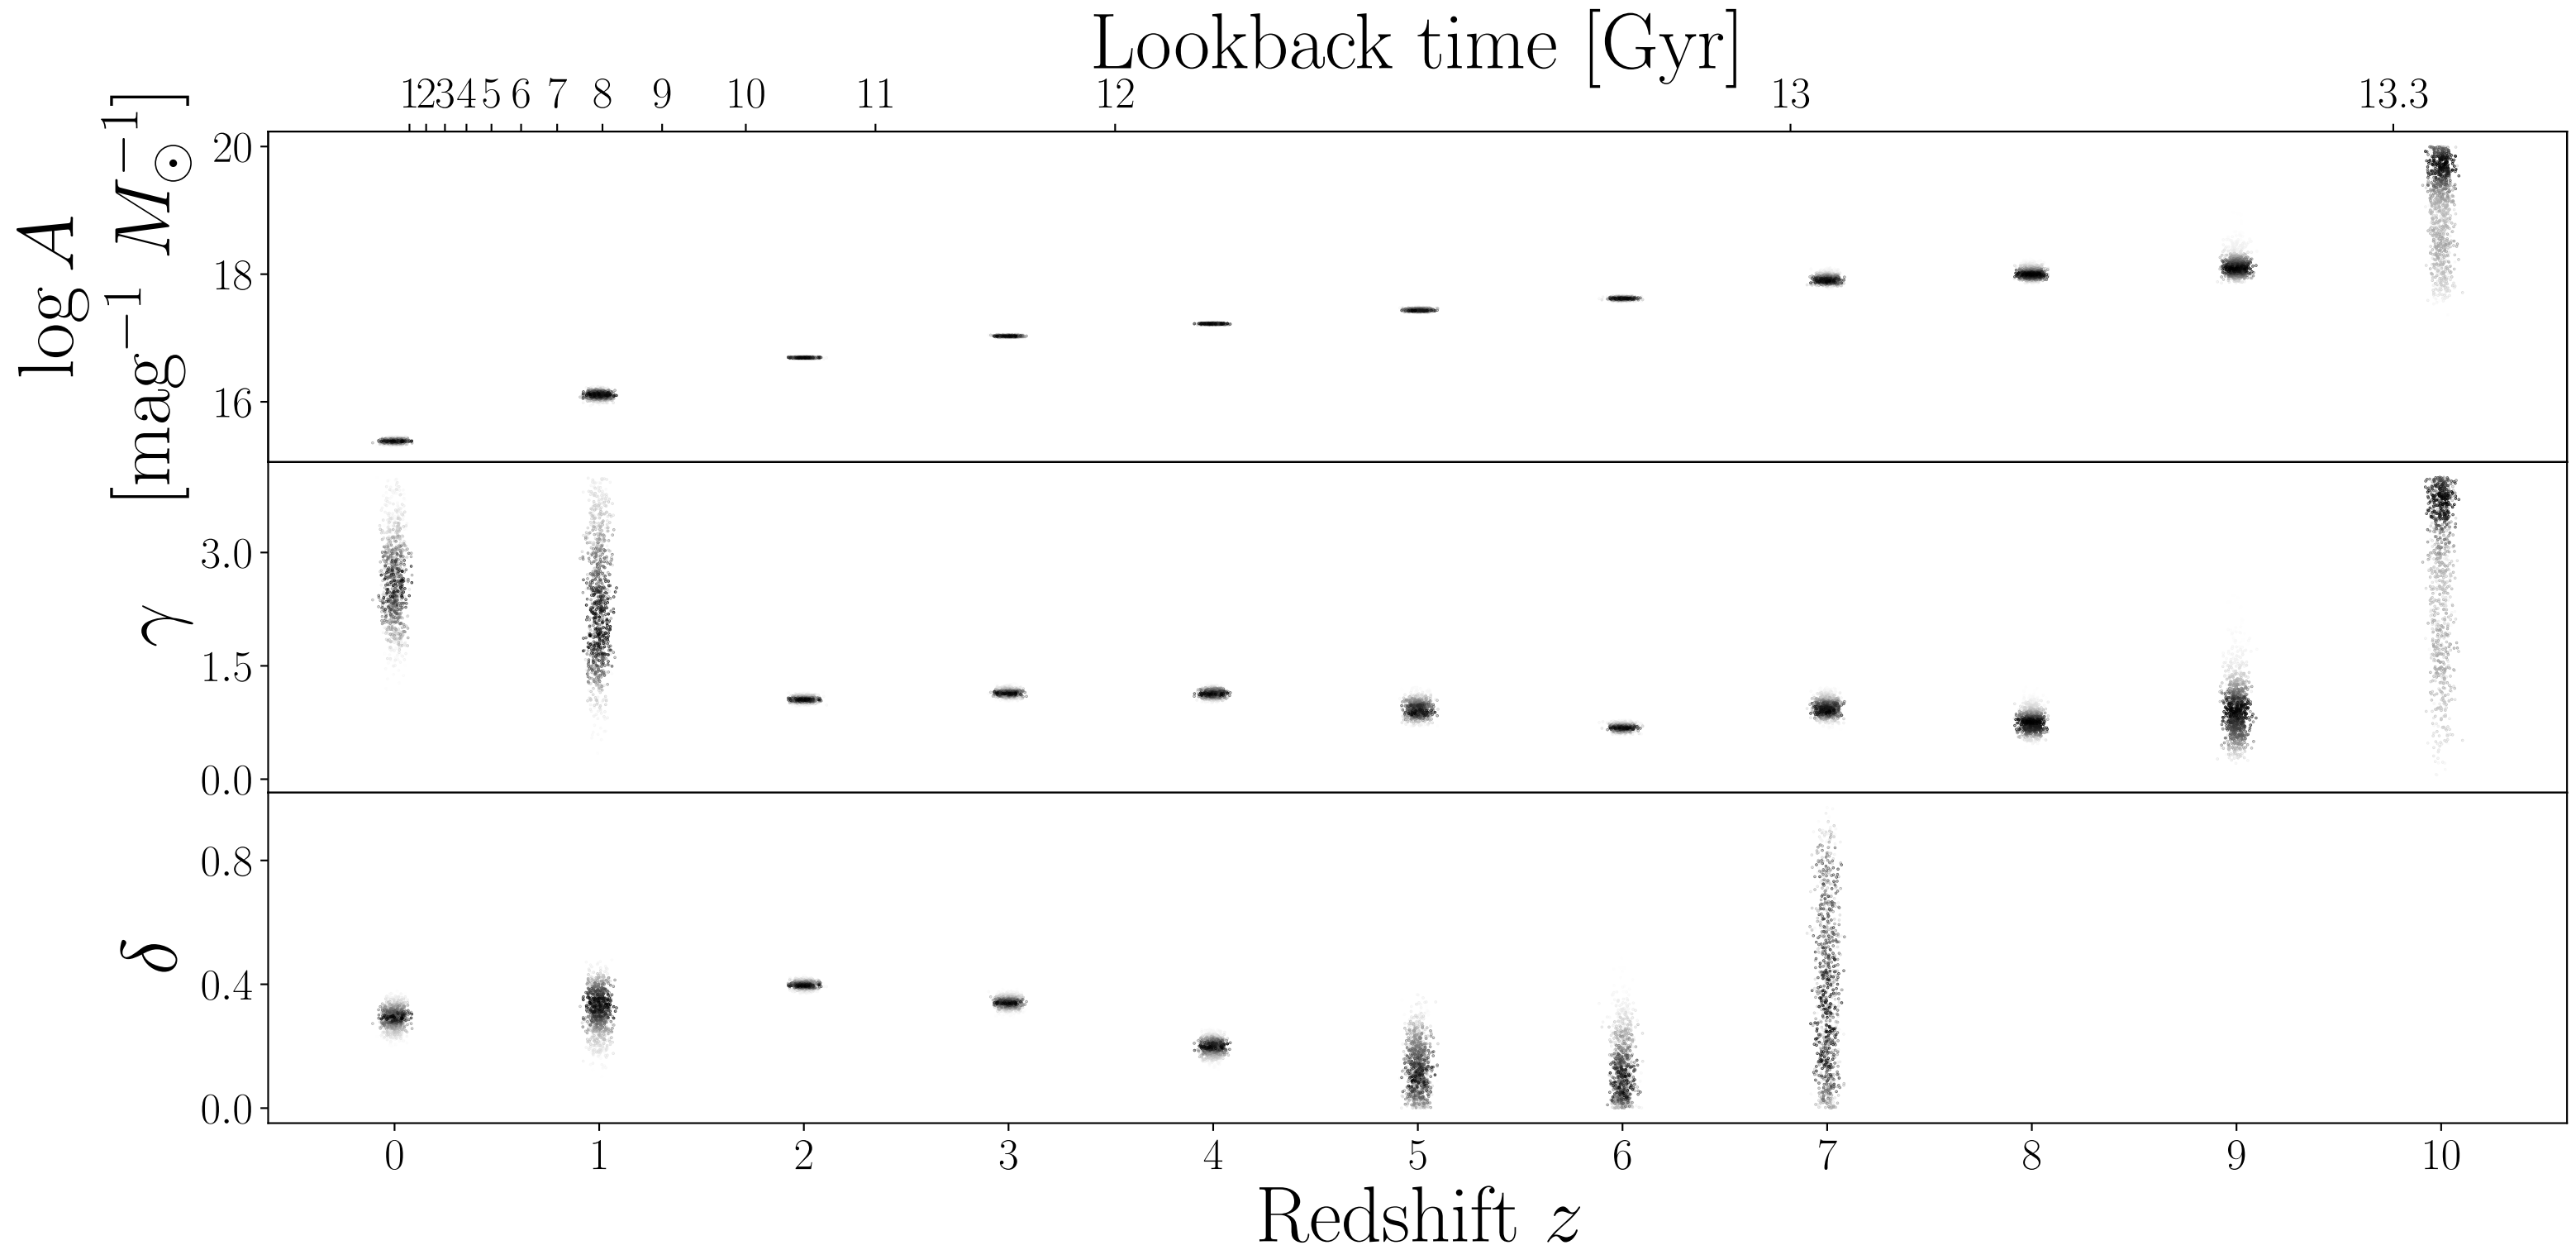 Lookback time [Gyr]
1 2 3 4 5 6 7 8 9 10 11 12 13 13.3
log A
[mag⁻¹ M⊙⁻¹]
20
18
16
γ
3.0
1.5
0.0
δ
0.8
0.4
0.0
0 1 2 3 4 5 6 7 8 9 10
Redshift z